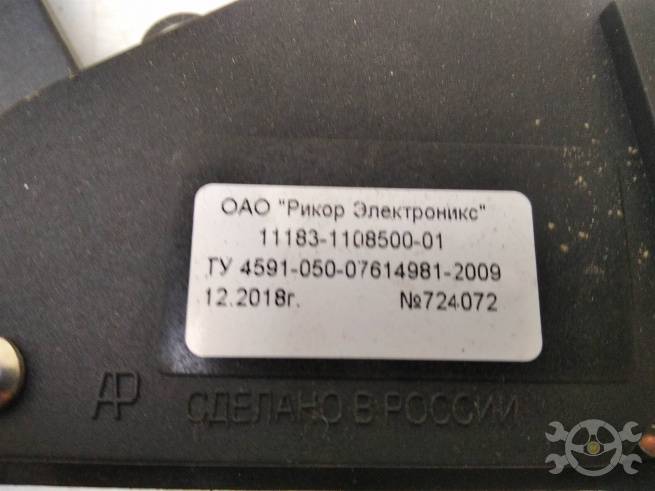 ОАО "Рикор Электроникс"
11183-1108500-01
ТУ 4591-050-07614981-2009
12.2018г. №724072
АР СДЕЛАНО В РОССИИ